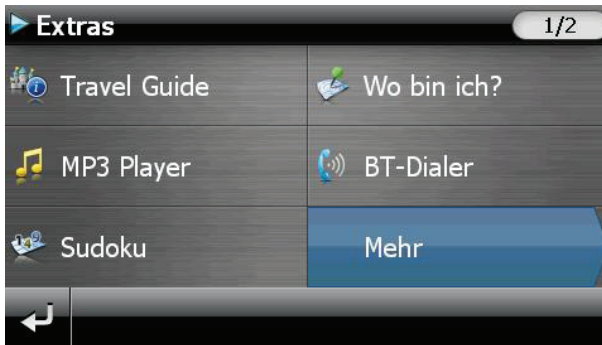 Extras
1/2
Travel Guide
Wo bin ich?
MP3 Player
BT-Dialer
Sudoku
Mehr